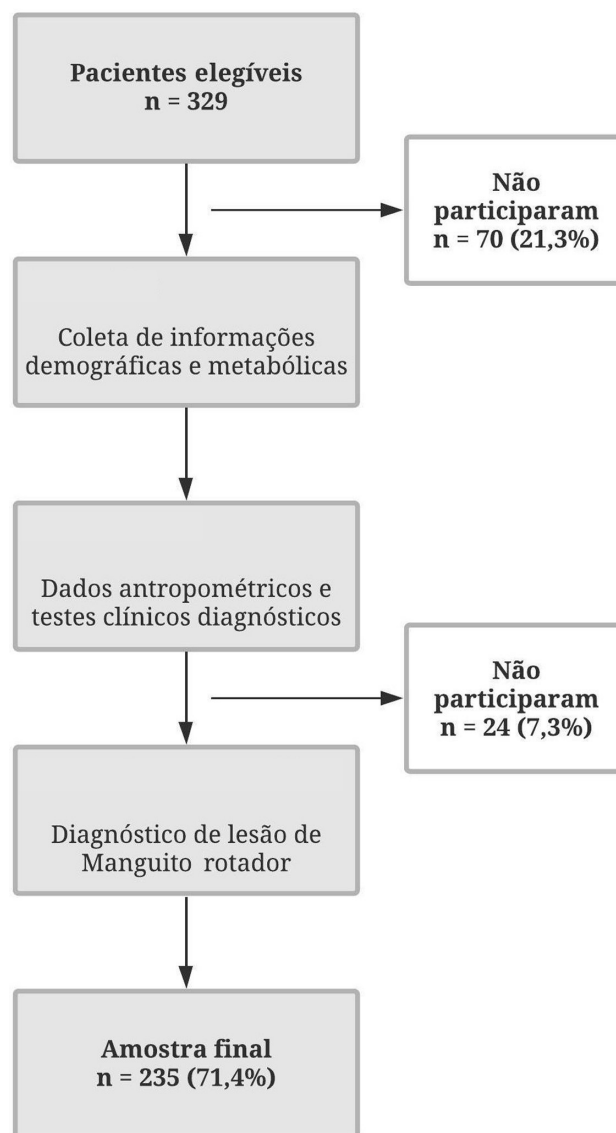 Pacientes elegíveis
n = 329
Não
participaram
n = 70 (21,3%)
Coleta de informações
demográficas e metabólicas
Dados antropométricos e
testes clínicos diagnósticos
Não
participaram
n = 24 (7,3%)
Diagnóstico de lesão de
Manguito rotador
Amostra final
n = 235 (71,4%)